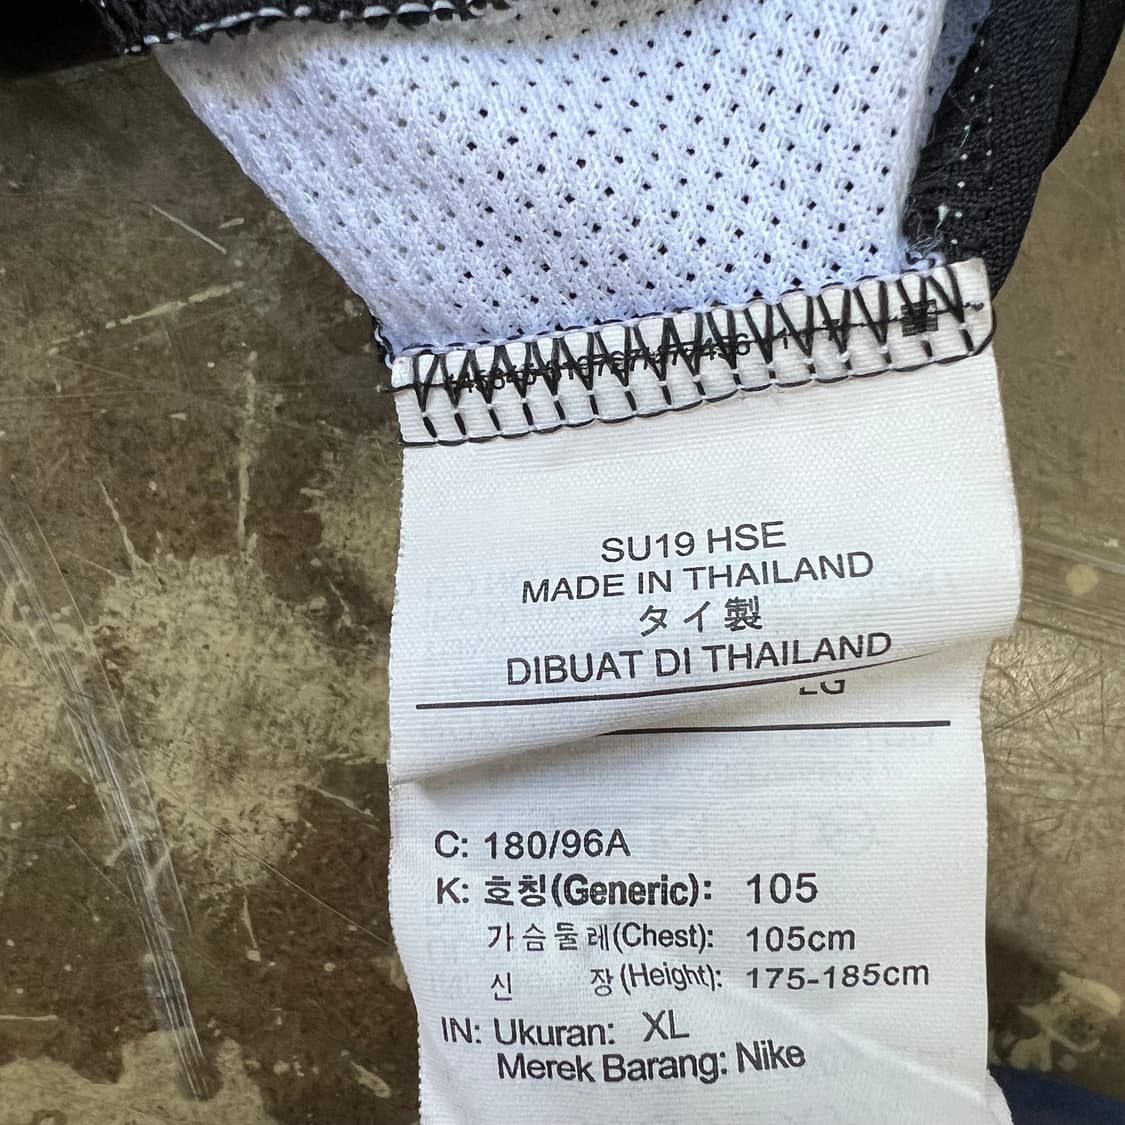 SU19 HSE
MADE IN THAILAND
タイ製
DIBUAT DI THAILAND
C: 180/96A
K: 호칭(Generic): 105
가슴둘레(Chest): 105cm
신 장(Height): 175-185cm
IN: Ukuran: XL
Merek Barang: Nike